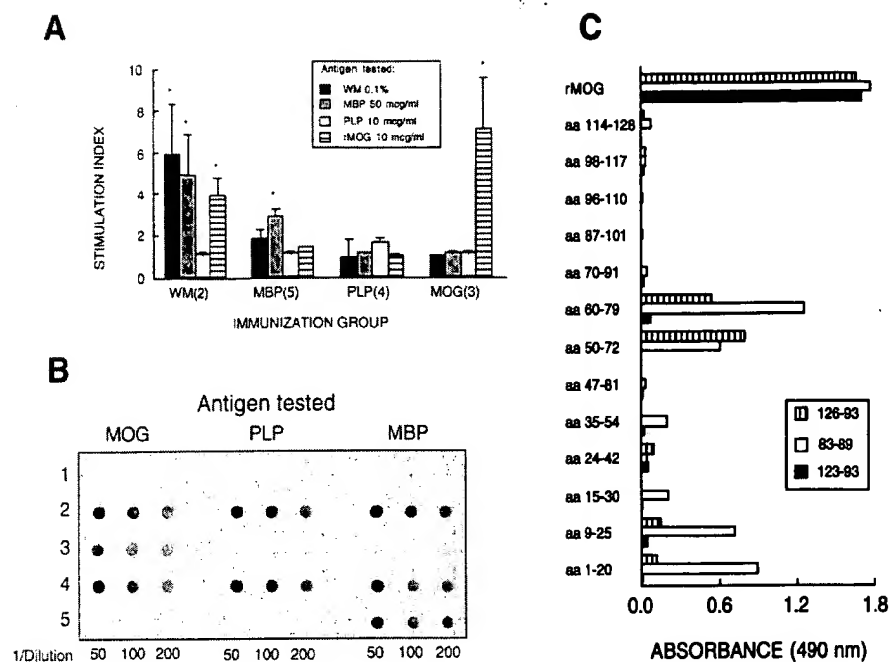 A
Antigen tested:
WM 0.1%
MBP 50 mcg/ml
PLP 10 mcg/ml
rMOG 10 mcg/ml
STIMULATION INDEX
10
8
6
4
2
0
WM(2)
MBP(5)
PLP(4)
MOG(3)
IMMUNIZATION GROUP
B
Antigen tested
MOG
PLP
MBP
1
2
3
4
5
1/Dilution
50 100 200
50 100 200
50 100 200
C
rMOG
aa 114-128
aa 98-117
aa 96-110
aa 87-101
aa 70-91
aa 60-79
aa 50-72
aa 47-61
aa 35-54
aa 24-42
aa 15-30
aa 9-25
aa 1-20
126-93
83-89
123-93
0.0
0.6
1.2
1.8
ABSORBANCE (490 nm)